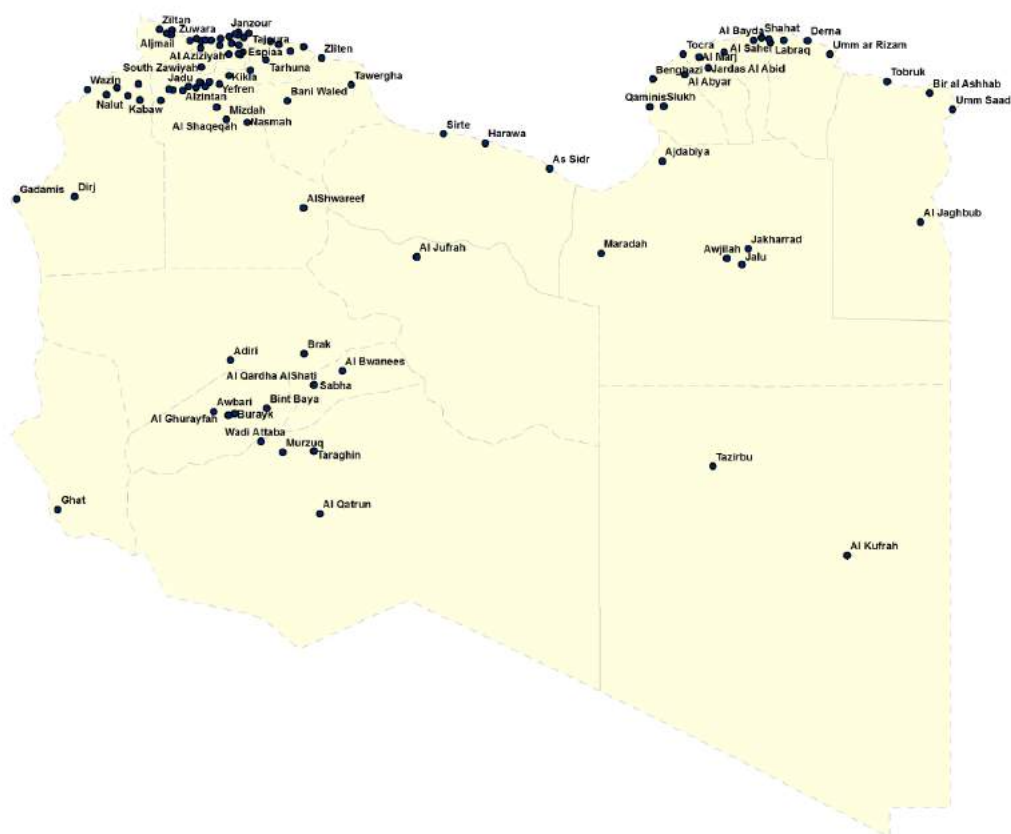 Ziltan
Janzour
Zuwara
Aljmail
Tajoura
Al Aziziyah
Espiaa
Zliten
South Zawiyah
Tarhuna
Wazin
Jadu
Kikla
Yefren
Tawergha
Nalut
Kabaw
Alzintan
Bani Waled
Mizdah
Al Shaqeqah
Nasmah
Al Bayda
Shahat
Derna
Tocra
Al Sahel
Labraq
Umm ar Rizam
Al Marj
Benghazi
Jardas Al Abid
Al Abyar
Tobruk
Bir al Ashhab
Qaminis
Slukh
Umm Saad
Sirte
Harawa
As Sidr
Ajdabiya
Gadamis
Dirj
AlShwareef
Al Jaghbub
Al Jufrah
Maradah
Jakharrad
Awjilah
Jalu
Adiri
Brak
Al Bwanees
Al Qardha AlShati
Sabha
Awbari
Bint Baya
Al Ghurayfah
Burayk
Wadi Attaba
Murzuq
Taraghin
Tazirbu
Ghat
Al Qatrun
Al Kufrah